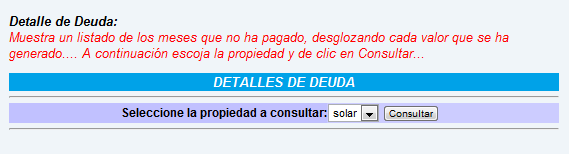 Detalle de Deuda:
Muestra un listado de los meses que no ha pagado, desglozando cada valor que se ha
generado.... A continuación escoja la propiedad y de clic en Consultar...
DETALLES DE DEUDA
Seleccione la propiedad a consultar: solar Consultar